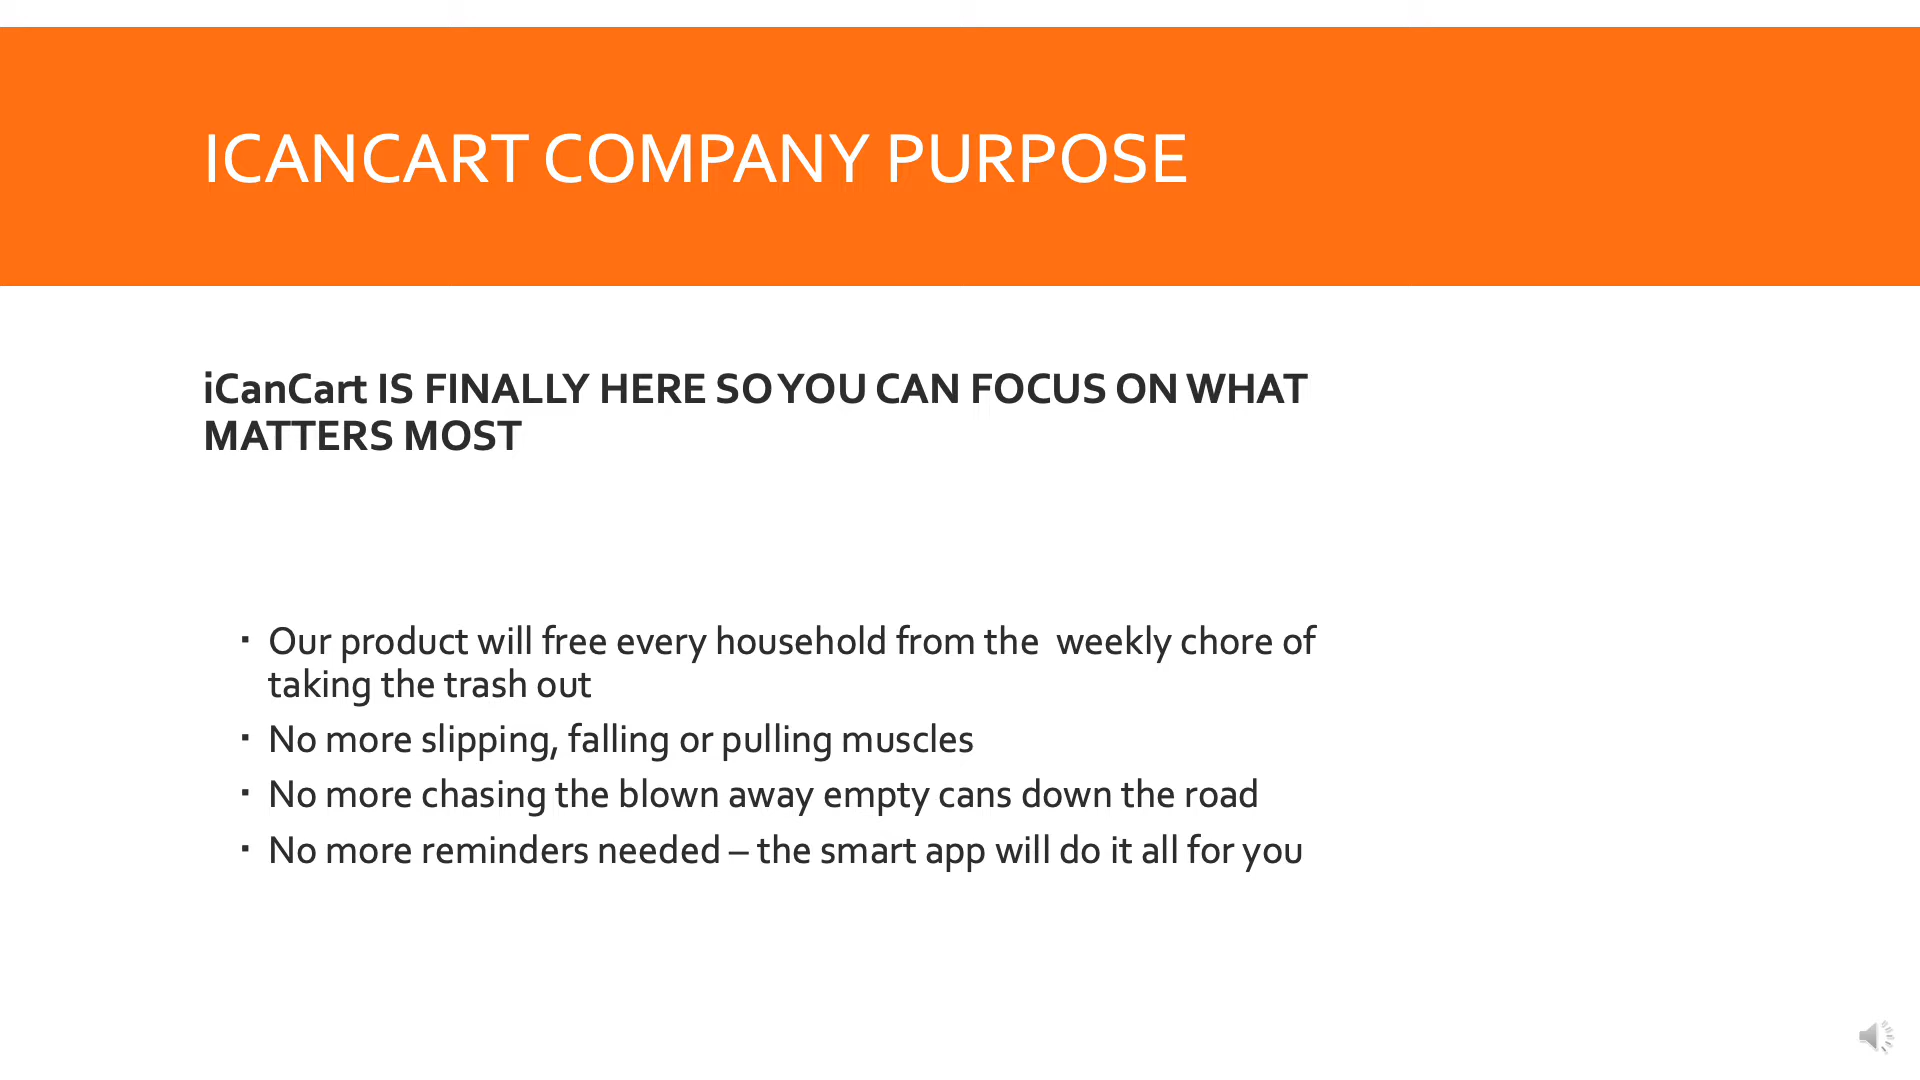 ICANCART COMPANY PURPOSE
iCanCart IS FINALLY HERE SO YOU CAN FOCUS ON WHAT
MATTERS MOST
▪ Our product will free every household from the  weekly chore of
taking the trash out
▪ No more slipping, falling or pulling muscles
▪ No more chasing the blown away empty cans down the road
▪ No more reminders needed – the smart app will do it all for you